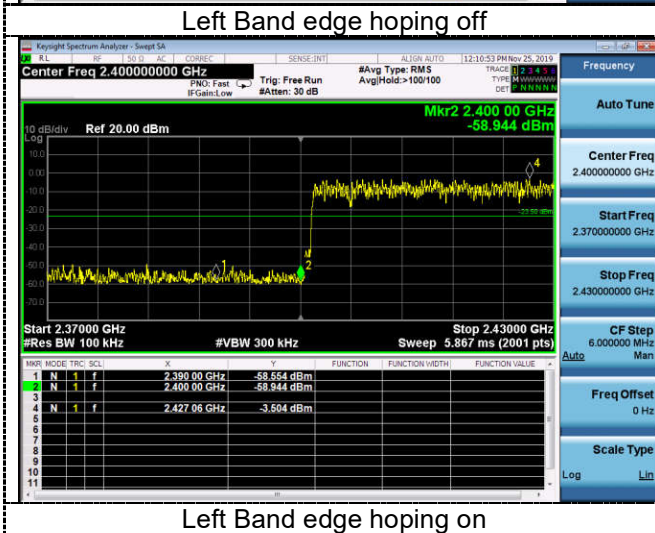 Left Band edge hoping off
Keysight Spectrum Analyzer - Swept SA
RL RF 50 Ω AC CORREC SENSE:INT ALIGN AUTO 12:10:53 PM Nov 25, 2019
Center Freq 2.400000000 GHz
PNO: Fast
IFGain:Low
Trig: Free Run
#Atten: 30 dB
#Avg Type: RMS
Avg|Hold:>100/100
TRACE 1 2 3 4 5 6
TYPE M W W W W W
DET P N N N N N
Mkr2 2.400 00 GHz
-58.944 dBm
10 dB/div Ref 20.00 dBm
Log
10.0
0.00
-10.0
-20.0
-30.0
-40.0
-50.0
-60.0
-70.0
1
2
4
Start 2.37000 GHz
Stop 2.43000 GHz
#Res BW 100 kHz
#VBW 300 kHz
Sweep 5.867 ms (2001 pts)
MKR MODE TRC SCL X Y FUNCTION FUNCTION WIDTH FUNCTION VALUE
1 N 1 f 2.390 00 GHz -58.554 dBm
2 N 1 f 2.400 00 GHz -58.944 dBm
3
4 N 1 f 2.427 06 GHz -3.504 dBm
5
6
7
8
9
10
11
Frequency
Auto Tune
Center Freq
2.400000000 GHz
Start Freq
2.370000000 GHz
Stop Freq
2.430000000 GHz
CF Step
6.000000 MHz
Auto Man
Freq Offset
0 Hz
Scale Type
Log Lin
Left Band edge hoping on